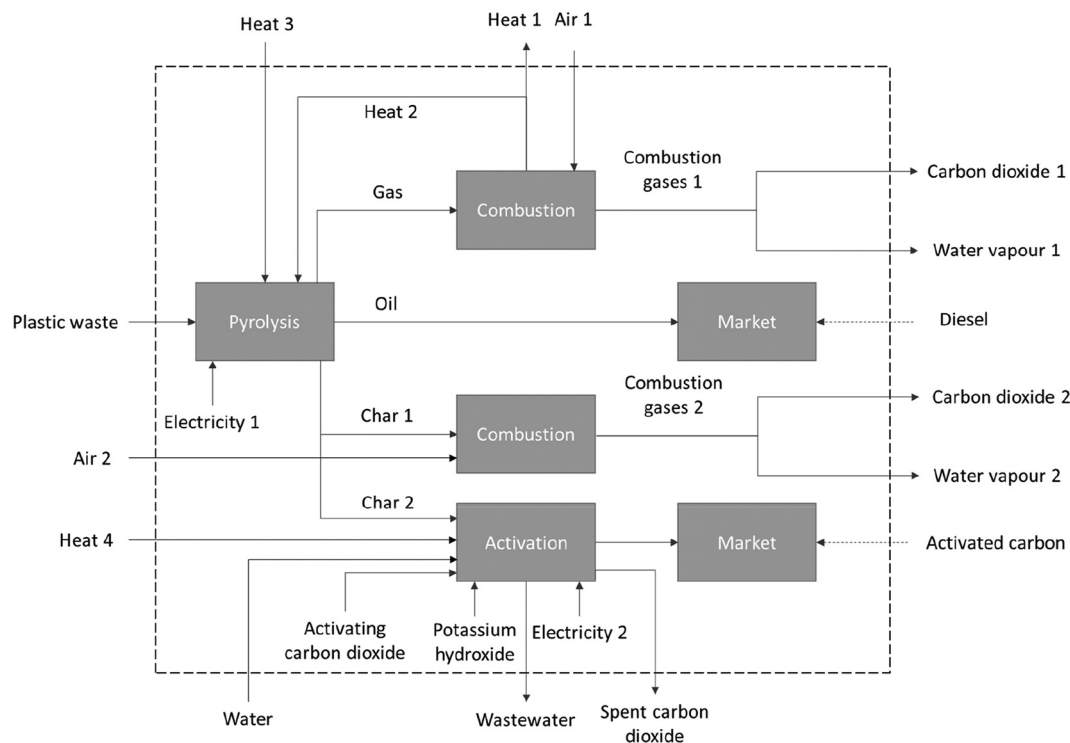 Heat 3
Heat 1
Air 1
Heat 2
Combustion
gases 1
Gas
Combustion
Carbon dioxide 1
Water vapour 1
Plastic waste
Pyrolysis
Oil
Market
Diesel
Electricity 1
Combustion
gases 2
Char 1
Combustion
Carbon dioxide 2
Air 2
Water vapour 2
Char 2
Heat 4
Activation
Market
Activated carbon
Activating
carbon dioxide
Potassium
hydroxide
Electricity 2
Water
Wastewater
Spent carbon
dioxide